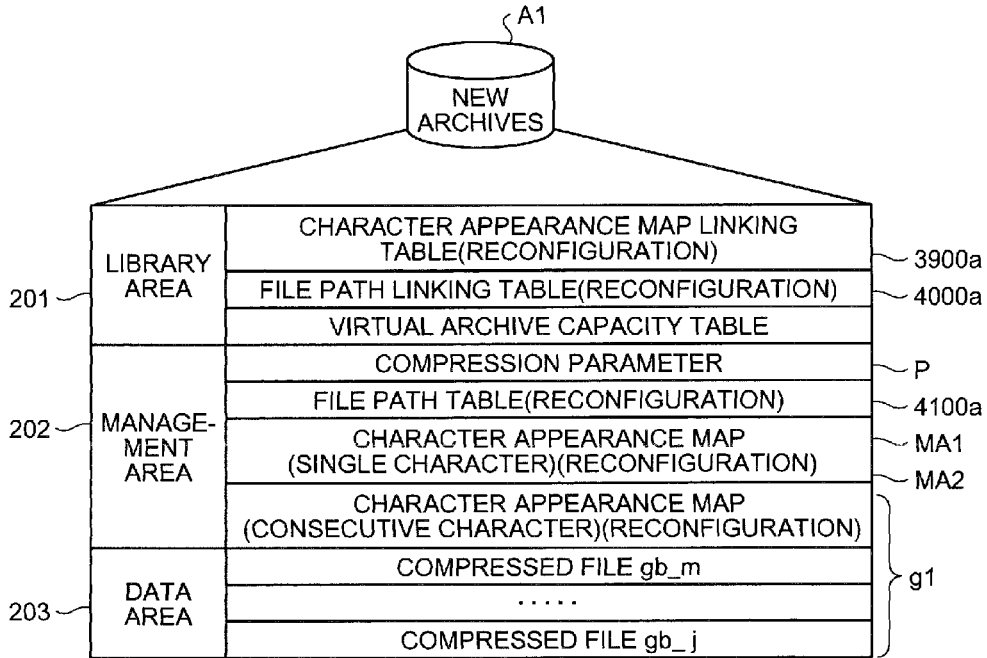 A1
NEW
ARCHIVES
CHARACTER APPEARANCE MAP LINKING
TABLE(RECONFIGURATION)
3900a
LIBRARY
AREA
201
FILE PATH LINKING TABLE(RECONFIGURATION)
4000a
VIRTUAL ARCHIVE CAPACITY TABLE
COMPRESSION PARAMETER
P
FILE PATH TABLE(RECONFIGURATION)
4100a
202
MANAGE-
MENT
AREA
CHARACTER APPEARANCE MAP
(SINGLE CHARACTER)(RECONFIGURATION)
MA1
MA2
CHARACTER APPEARANCE MAP
(CONSECUTIVE CHARACTER)(RECONFIGURATION)
203
DATA
AREA
COMPRESSED FILE gb_m
.....
COMPRESSED FILE gb_j
g1